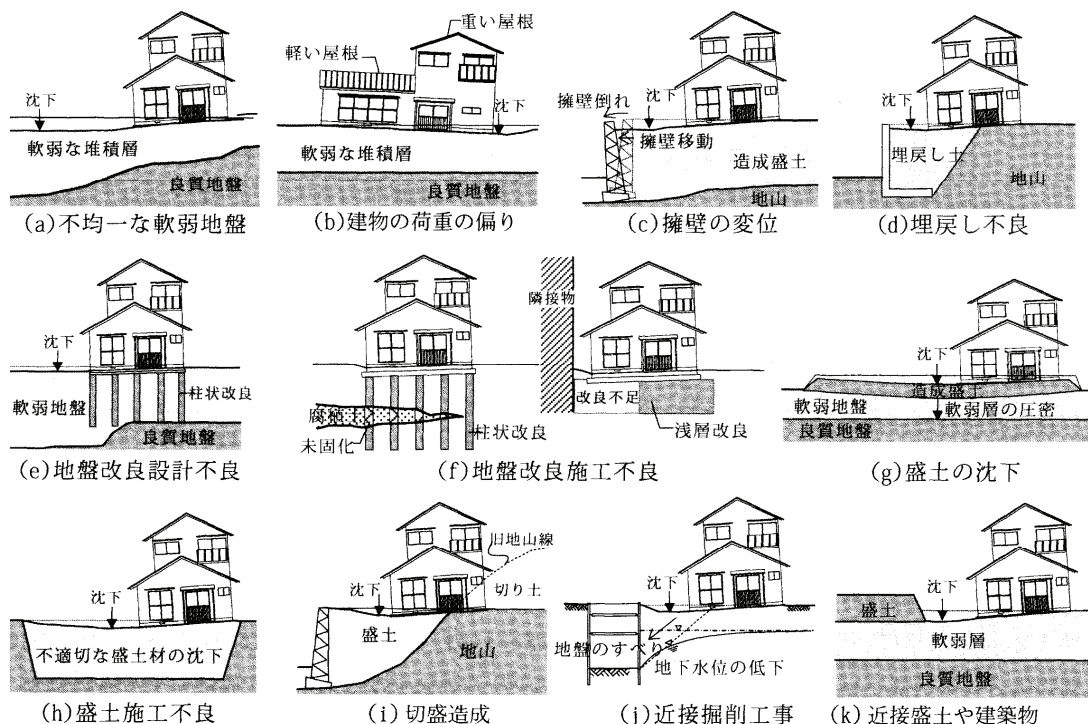 沈下
軟弱な堆積層
良質地盤
(a)不均一な軟弱地盤
重い屋根
軽い屋根
沈下
軟弱な堆積層
良質地盤
(b)建物の荷重の偏り
擁壁倒れ
沈下
擁壁移動
造成盛土
地山
(c)擁壁の変位
沈下
埋戻し土
地山
(d)埋戻し不良
沈下
軟弱地盤
柱状改良
良質地盤
(e)地盤改良設計不良
腐植土
未固化
柱状改良
隣接物
改良不足
浅層改良
(f)地盤改良施工不良
沈下
造成盛土
軟弱地盤
軟弱層の圧密
良質地盤
(g)盛土の沈下
沈下
不適切な盛土材の沈下
(h)盛土施工不良
旧地山線
沈下
切り土
盛土
地山
(i)切盛造成
沈下
地盤のすべり
地下水位の低下
(j)近接掘削工事
沈下
盛土
軟弱層
良質地盤
(k)近接盛土や建築物